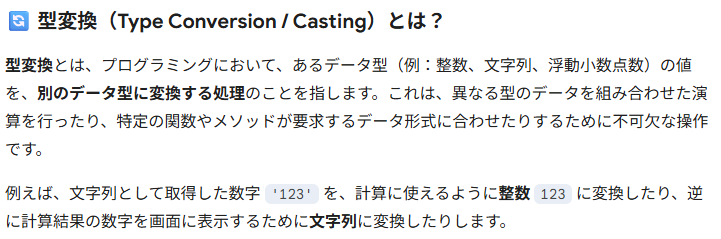 🔄 型変換（Type Conversion / Casting）とは？
型変換とは、プログラミングにおいて、あるデータ型（例：整数、文字列、浮動小数点数）の値
を、別のデータ型に変換する処理のことを指します。これは、異なる型のデータを組み合わせた演
算を行ったり、特定の関数やメソッドが要求するデータ形式に合わせたりするために不可欠な操作
です。
例えば、文字列として取得した数字 '123' を、計算に使えるように整数 123 に変換したり、逆
に計算結果の数字を画面に表示するために文字列に変換したりします。